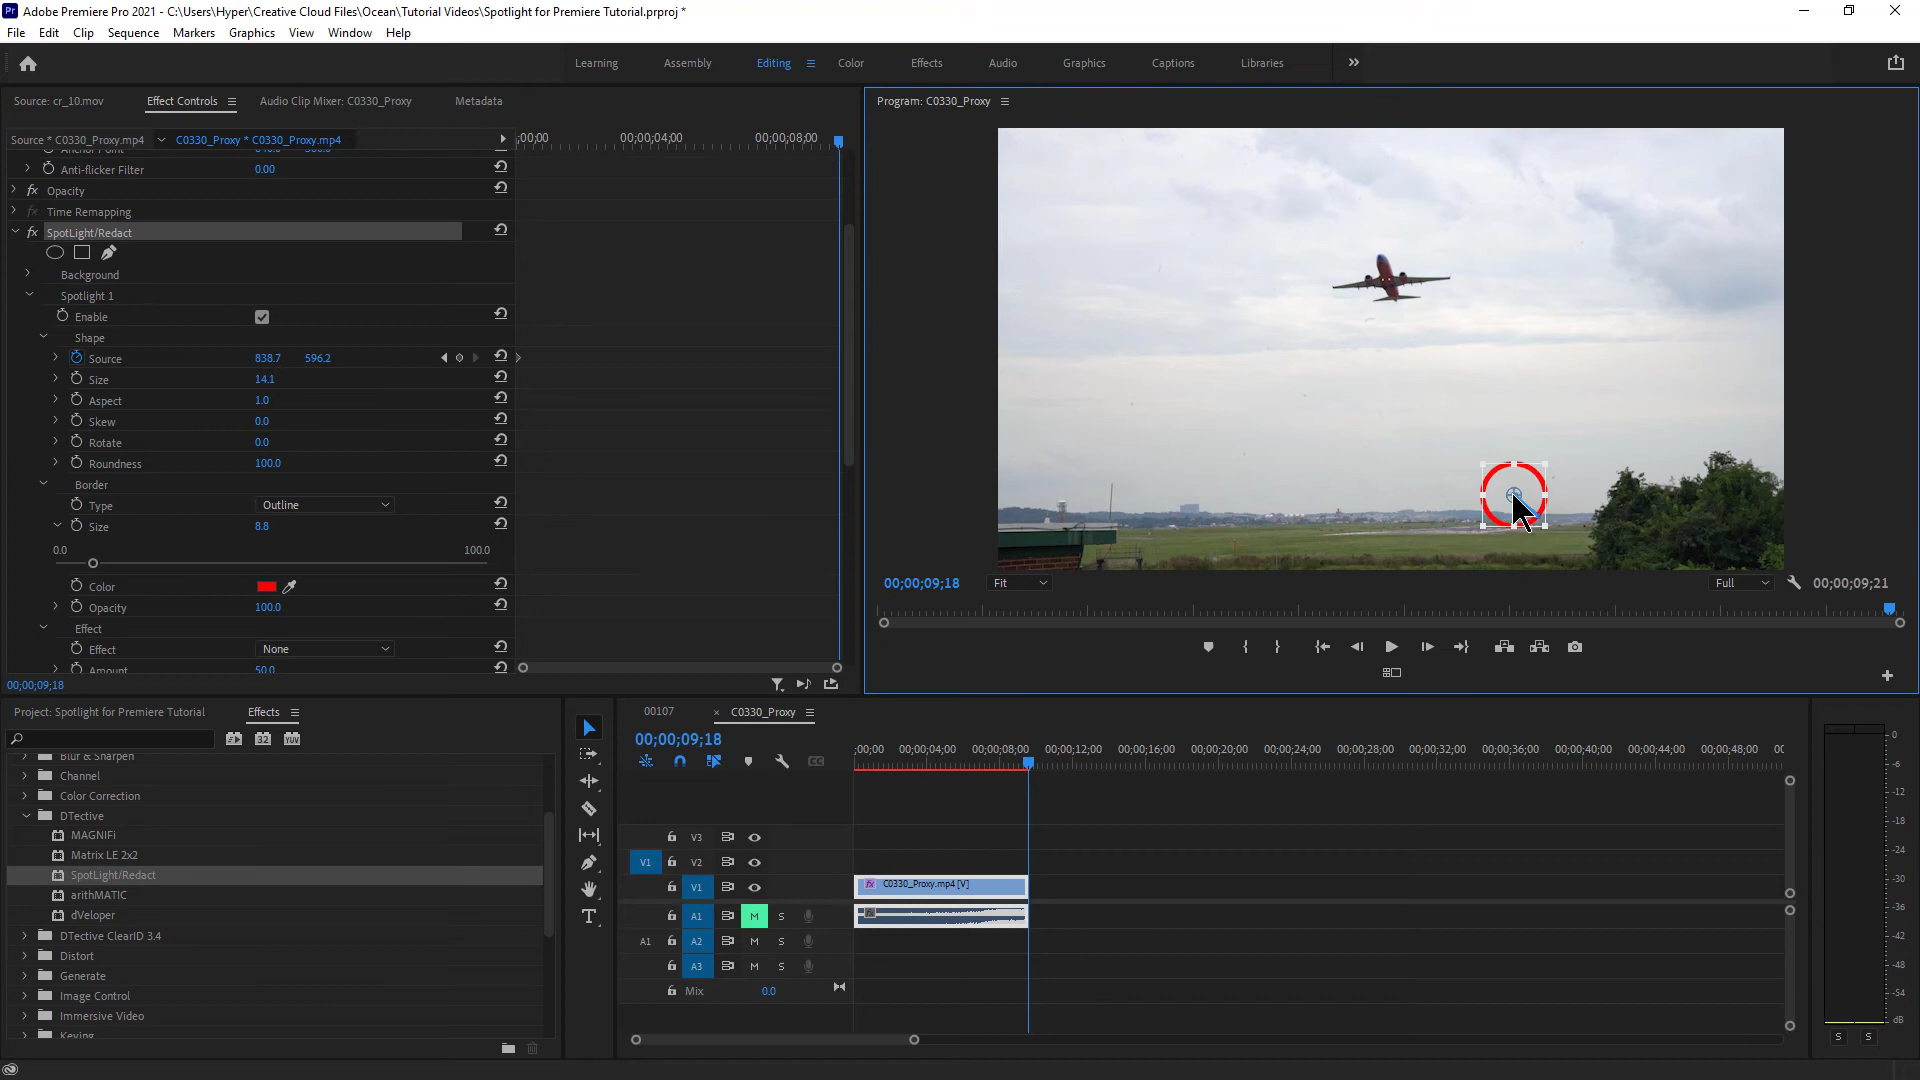 Pr Adobe Premiere Pro 2021 - C:\Users\Hyper\Creative Cloud Files\Ocean\Tutorial Videos\Spotlight for Premiere Tutorial.prproj *
File Edit Clip Sequence Markers Graphics View Window Help
Learning Assembly Editing Color Effects Audio Graphics Captions Libraries
Source: cr_10.mov Effect Controls Audio Clip Mixer: C0330_Proxy Metadata
Program: C0330_Proxy
Source * C0330_Proxy.mp4 C0330_Proxy * C0330_Proxy.mp4
;00;00 00;00;04;00 00;00;08;00
Anti-flicker Filter 0.00
fx Opacity
fx Time Remapping
fx SpotLight/Redact
Background
Spotlight 1
Enable
Shape
Source 838.7 596.2
Size 14.1
Aspect 1.0
Skew 0.0
Rotate 0.0
Roundness 100.0
Border
Type Outline
Size 8.8
0.0 100.0
Color
Opacity 100.0
Effect
Effect None
Amount 50.0
00;00;09;18
00;00;09;18 Fit Full 00;00;09;21
Project: Spotlight for Premiere Tutorial Effects
32 YUV
Blur & Sharpen
Channel
Color Correction
DTective
MAGNIFi
Matrix LE 2x2
SpotLight/Redact
arithMATIC
dVeloper
DTective ClearID 3.4
Distort
Generate
Image Control
Immersive Video
Keying
00107 × C0330_Proxy
00;00;09;18
;00;00 00;00;04;00 00;00;08;00 00;00;12;00 00;00;16;00 00;00;20;00 00;00;24;00 00;00;28;00 00;00;32;00 00;00;36;00 00;00;40;00 00;00;44;00 00;00;48;00 00
CC
V3
V1 V2
V1 fx C0330_Proxy.mp4 [V]
A1 M S
A1 A2 M S
A3 M S
Mix 0.0
T
0
-6
-12
-18
-24
-30
-36
-42
-48
-54
dB
S S